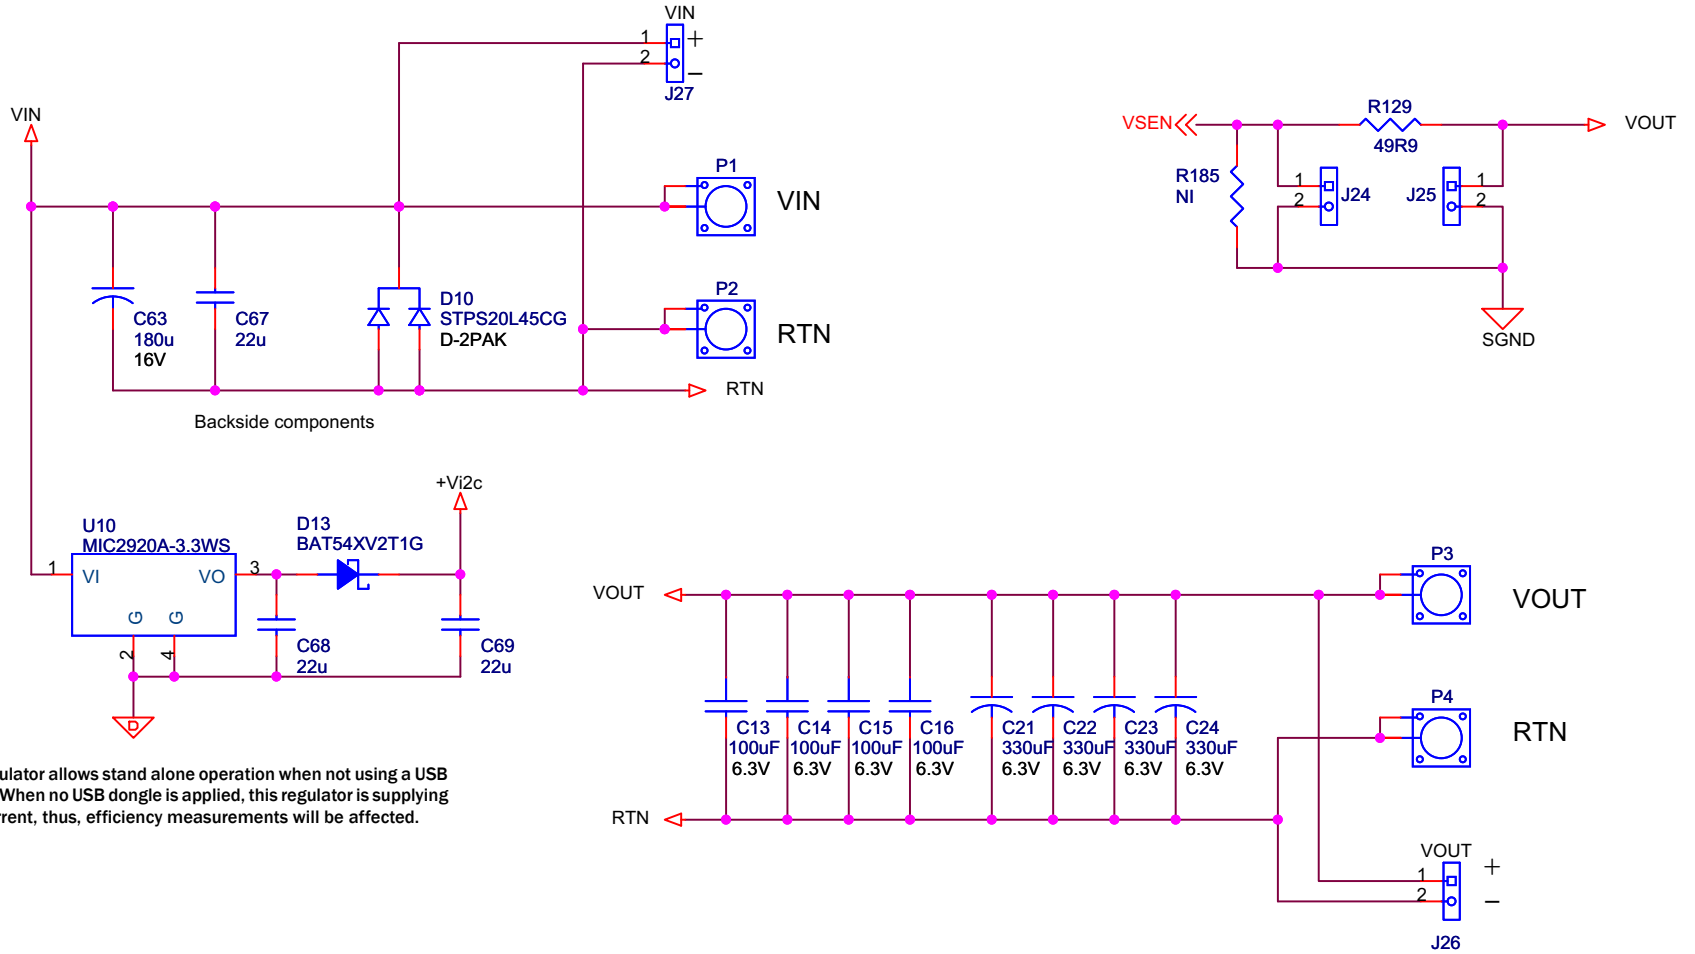 VIN
1
+
2
−
J27
VIN
P1
VIN
C63
180u
16V
C67
22u
D10
STPS20L45CG
D-2PAK
P2
RTN
RTN
Backside components
VSEN
R129
49R9
VOUT
R185
NI
1
2
J24
J25
1
2
SGND
+Vi2c
U10
MIC2920A-3.3WS
D13
BAT54XV2T1G
1
VI
VO
3
G
G
2
4
C68
22u
C69
22u
D
ulator allows stand alone operation when not using a USB
When no USB dongle is applied, this regulator is supplying
rent, thus, efficiency measurements will be affected.
VOUT
P3
VOUT
C13
100uF
6.3V
C14
100uF
6.3V
C15
100uF
6.3V
C16
100uF
6.3V
C21
330uF
6.3V
C22
330uF
6.3V
C23
330uF
6.3V
C24
330uF
6.3V
P4
RTN
RTN
VOUT
1
+
2
−
J26